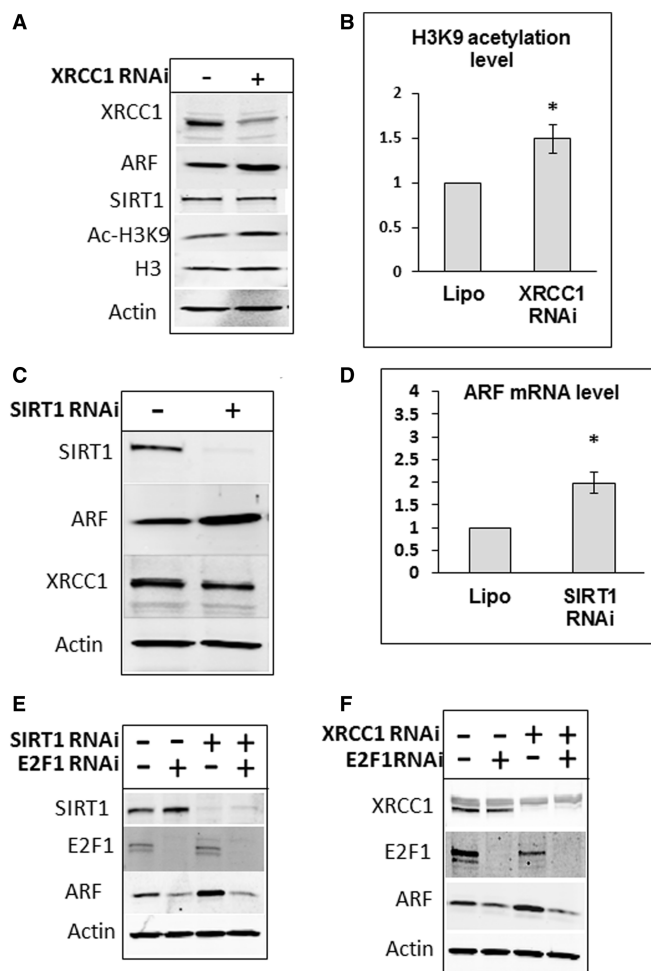 A
XRCC1 RNAi - +
XRCC1
ARF
SIRT1
Ac-H3K9
H3
Actin
B
H3K9 acetylation
level
2
1.5
1
0.5
0
*
Lipo XRCC1
RNAi
C
SIRT1 RNAi - +
SIRT1
ARF
XRCC1
Actin
D
ARF mRNA level
4
3.5
3
2.5
2
1.5
1
0.5
0
*
Lipo SIRT1
RNAi
E
SIRT1 RNAi - - + +
E2F1 RNAi - + - +
SIRT1
E2F1
ARF
Actin
F
XRCC1 RNAi - - + +
E2F1RNAi - + - +
XRCC1
E2F1
ARF
Actin